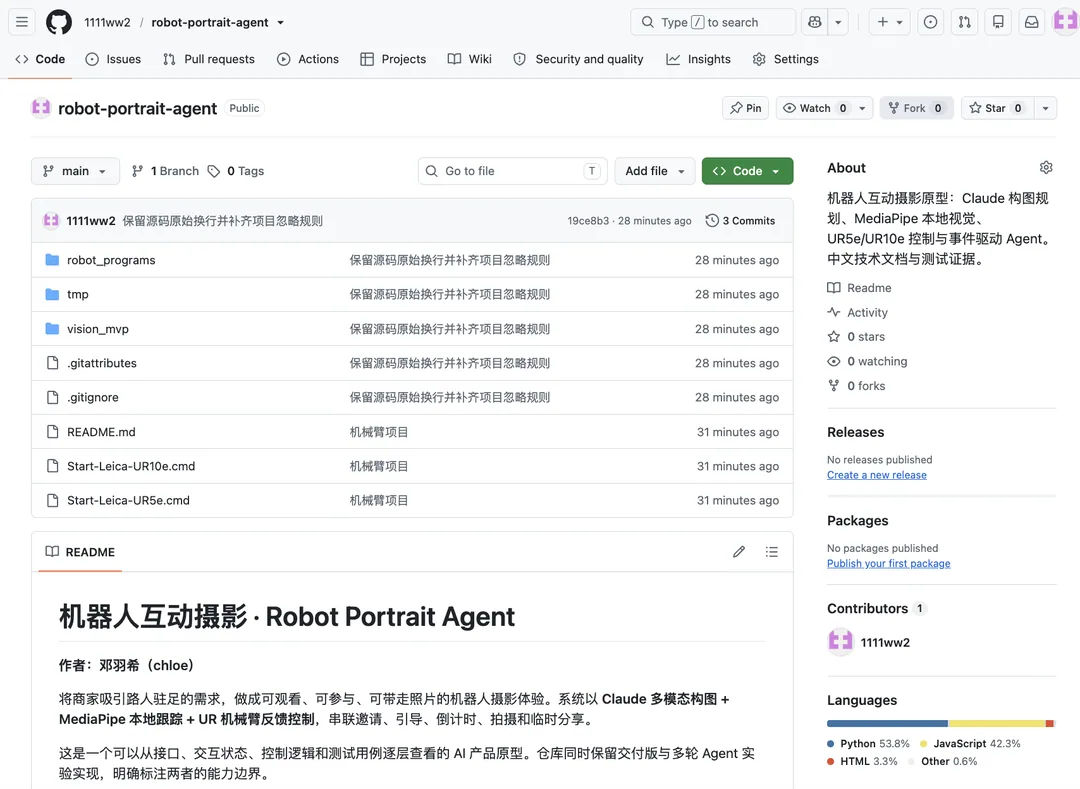 1111ww2 / robot-portrait-agent
Type / to search
Code
Issues
Pull requests
Actions
Projects
Wiki
Security and quality
Insights
Settings
robot-portrait-agent Public
Pin
Watch 0
Fork 0
Star 0
main
1 Branch
0 Tags
Go to file T
Add file
Code
1111ww2 保留源码原始换行并补齐项目忽略规则 19ce8b3 · 28 minutes ago 3 Commits
robot_programs 保留源码原始换行并补齐项目忽略规则 28 minutes ago
tmp 保留源码原始换行并补齐项目忽略规则 28 minutes ago
vision_mvp 保留源码原始换行并补齐项目忽略规则 28 minutes ago
.gitattributes 保留源码原始换行并补齐项目忽略规则 28 minutes ago
.gitignore 保留源码原始换行并补齐项目忽略规则 28 minutes ago
README.md 机械臂项目 31 minutes ago
Start-Leica-UR10e.cmd 机械臂项目 31 minutes ago
Start-Leica-UR5e.cmd 机械臂项目 31 minutes ago
README
机器人互动摄影 · Robot Portrait Agent
作者：邓羽希（chloe）
将商家吸引路人驻足的需求，做成可观看、可参与、可带走照片的机器人摄影体验。系统以 Claude 多模态构图 +
MediaPipe 本地跟踪 + UR 机械臂反馈控制，串联邀请、引导、倒计时、拍摄和临时分享。
这是一个可以从接口、交互状态、控制逻辑和测试用例逐层查看的 AI 产品原型。仓库同时保留交付版与多轮 Agent 实
验实现，明确标注两者的能力边界。
About
机器人互动摄影原型：Claude 构图规
划、MediaPipe 本地视觉、
UR5e/UR10e 控制与事件驱动 Agent。
中文技术文档与测试证据。
Readme
Activity
0 stars
0 watching
0 forks
Releases
No releases published
Create a new release
Packages
No packages published
Publish your first package
Contributors 1
1111ww2
Languages
Python 53.8% JavaScript 42.3%
HTML 3.3% Other 0.6%